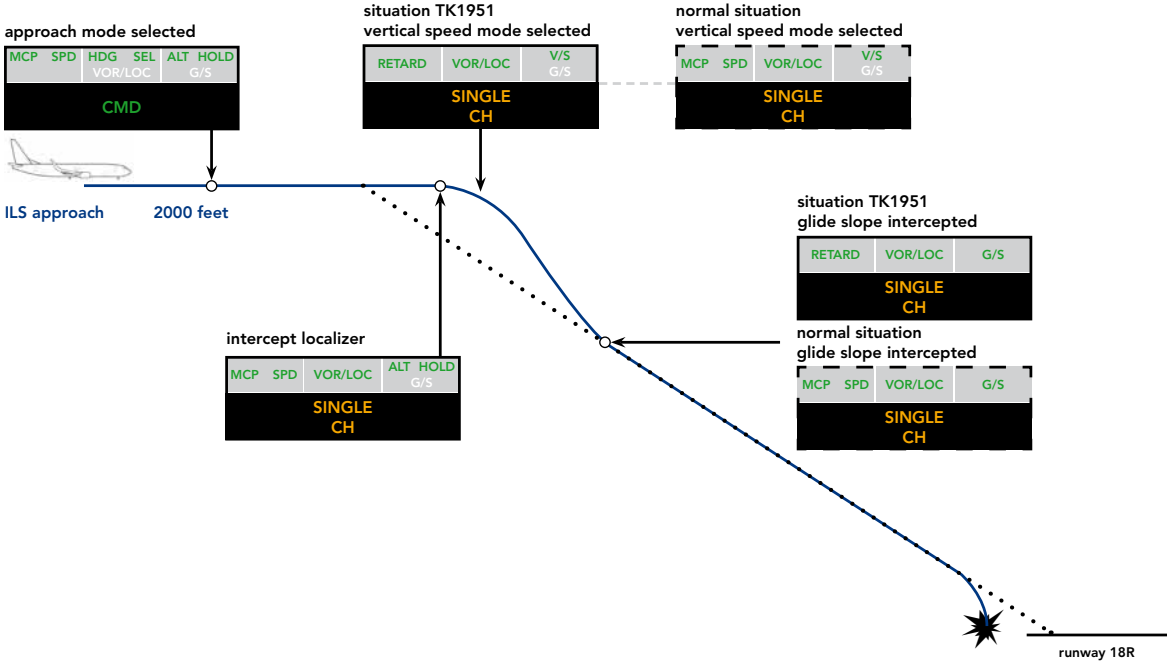 approach mode selected
MCP SPD HDG SEL ALT HOLD
VOR/LOC G/S
CMD
situation TK1951
vertical speed mode selected
RETARD VOR/LOC V/S
G/S
SINGLE
CH
normal situation
vertical speed mode selected
MCP SPD VOR/LOC V/S
G/S
SINGLE
CH
ILS approach 2000 feet
situation TK1951
glide slope intercepted
RETARD VOR/LOC G/S
SINGLE
CH
normal situation
glide slope intercepted
MCP SPD VOR/LOC G/S
SINGLE
CH
intercept localizer
MCP SPD VOR/LOC ALT HOLD
G/S
SINGLE
CH
runway 18R